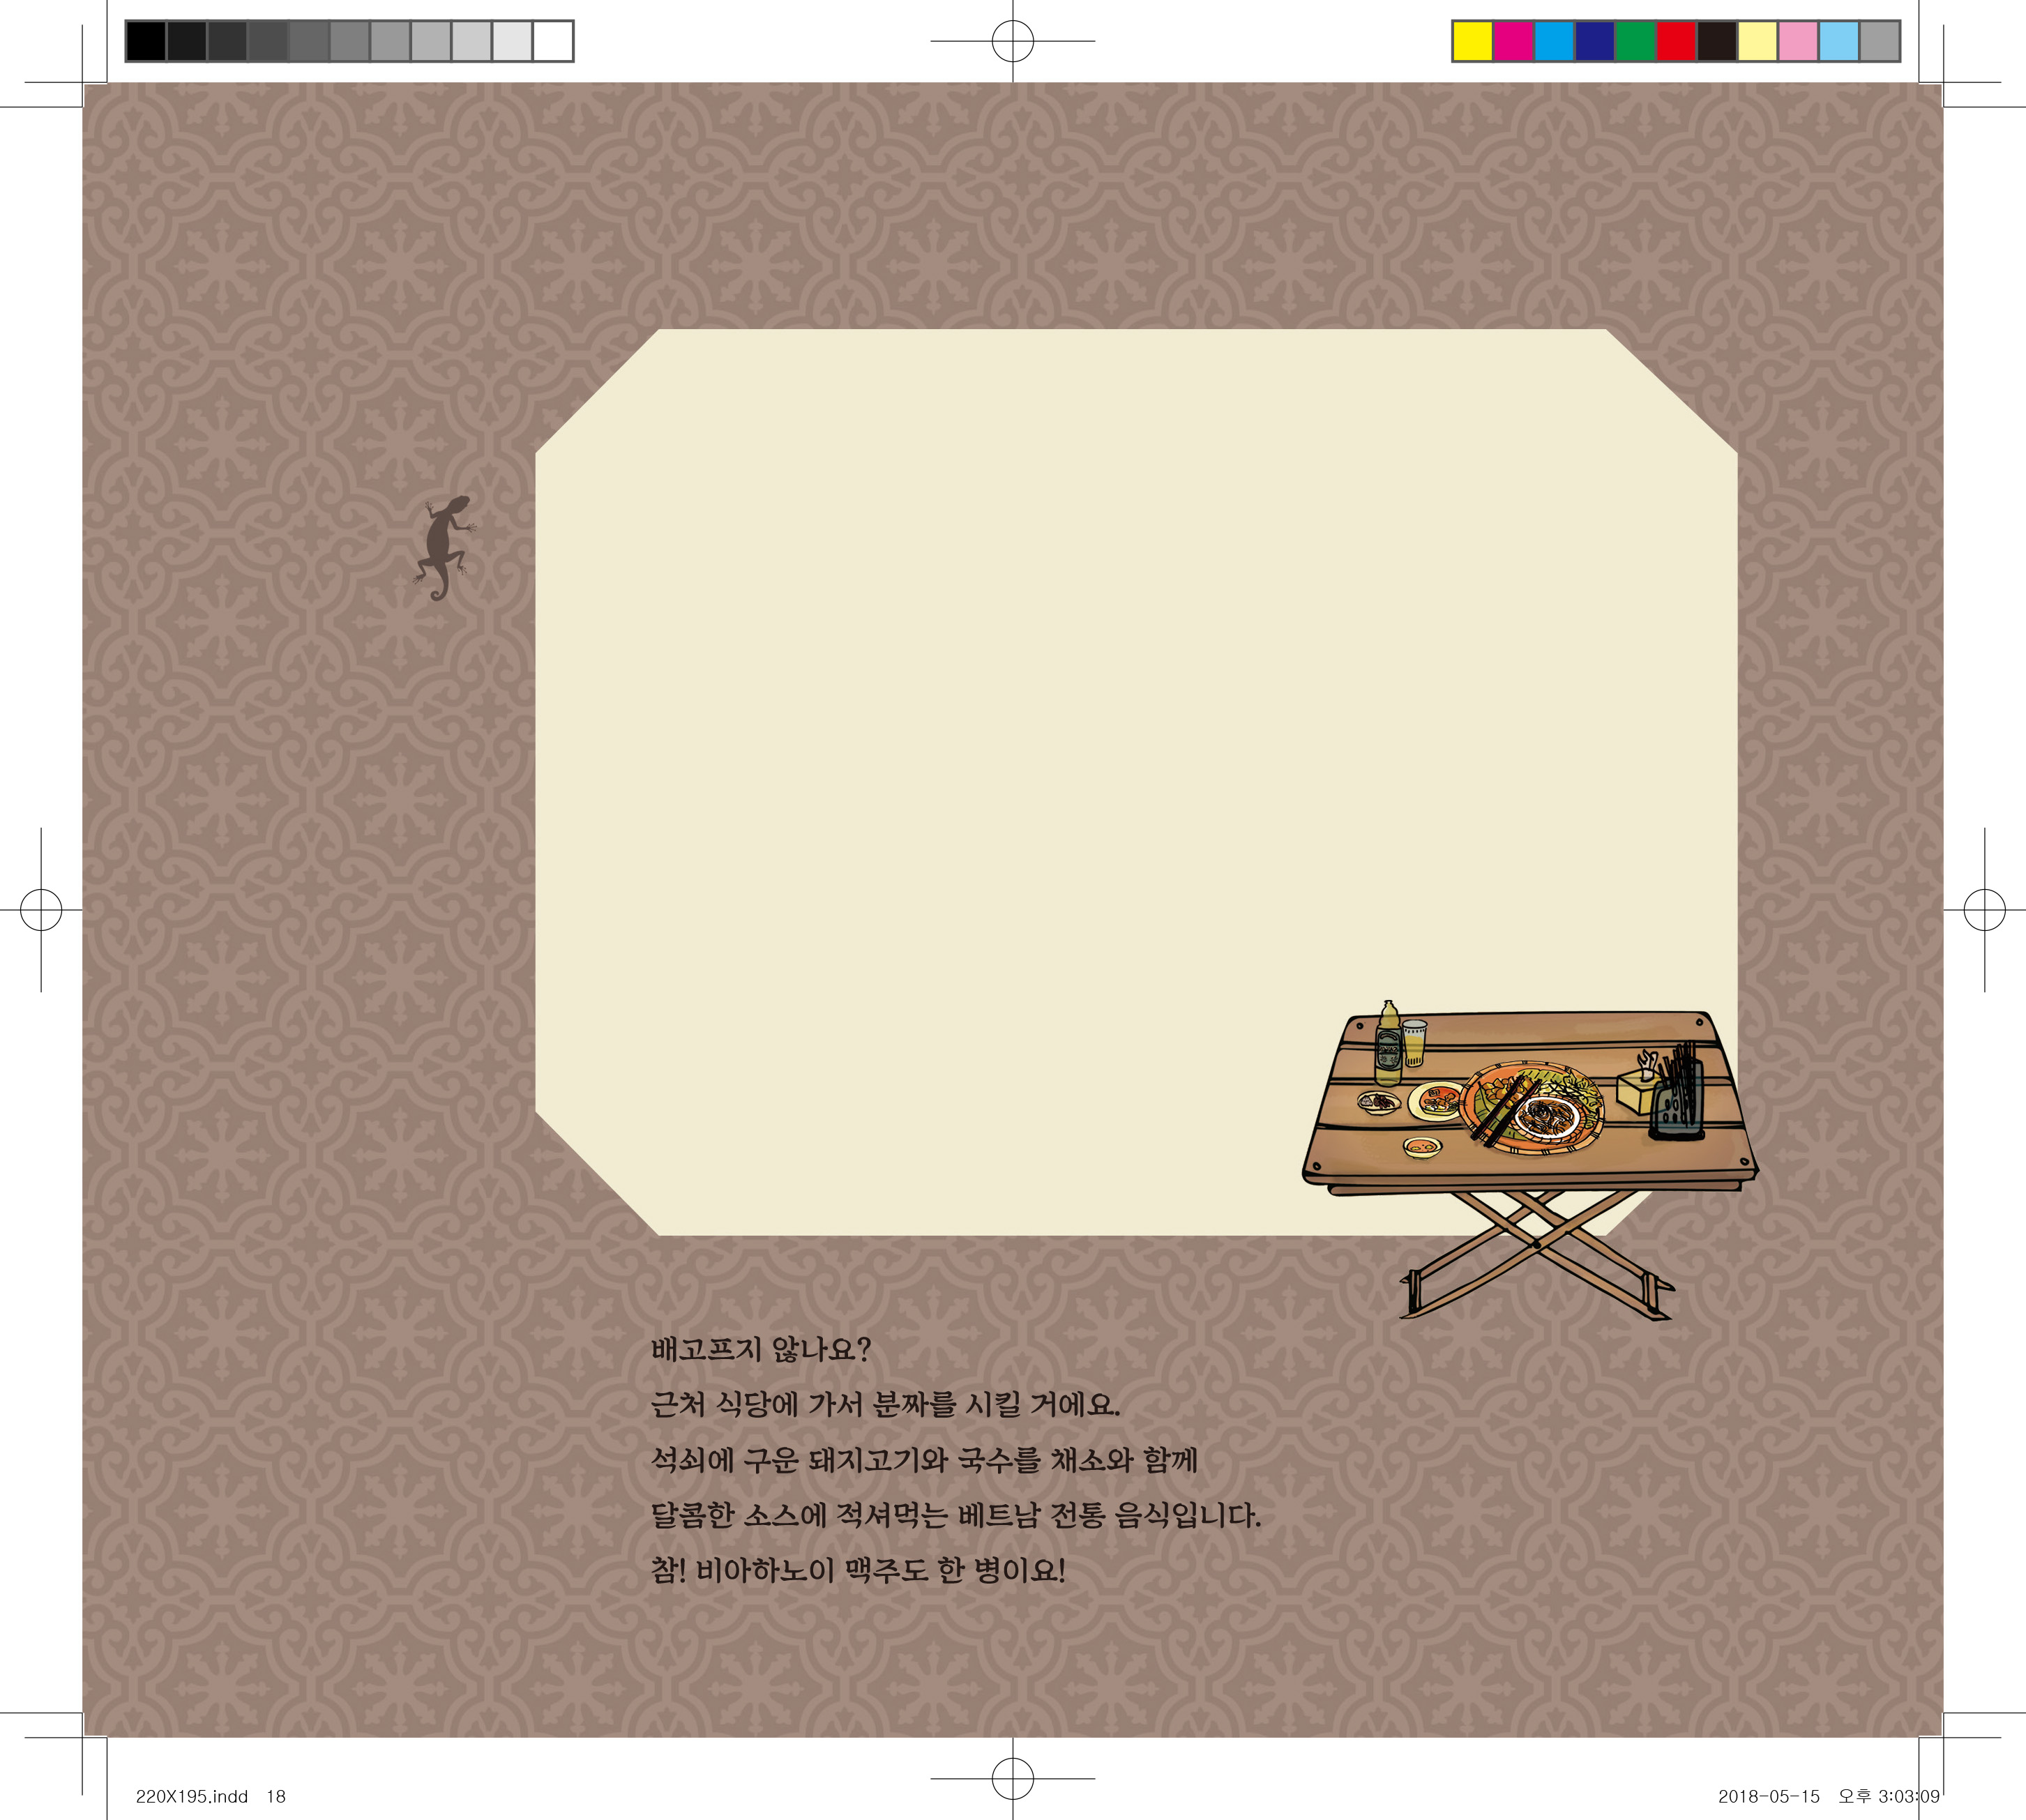 배고프지 않나요?
근처 식당에 가서 분짜를 시킬 거에요.
석쇠에 구운 돼지고기와 국수를 채소와 함께
달콤한 소스에 적셔먹는 베트남 전통 음식입니다.
참! 비아하노이 맥주도 한 병이요!
220X195.indd 18
2018-05-15 오후 3:03:09